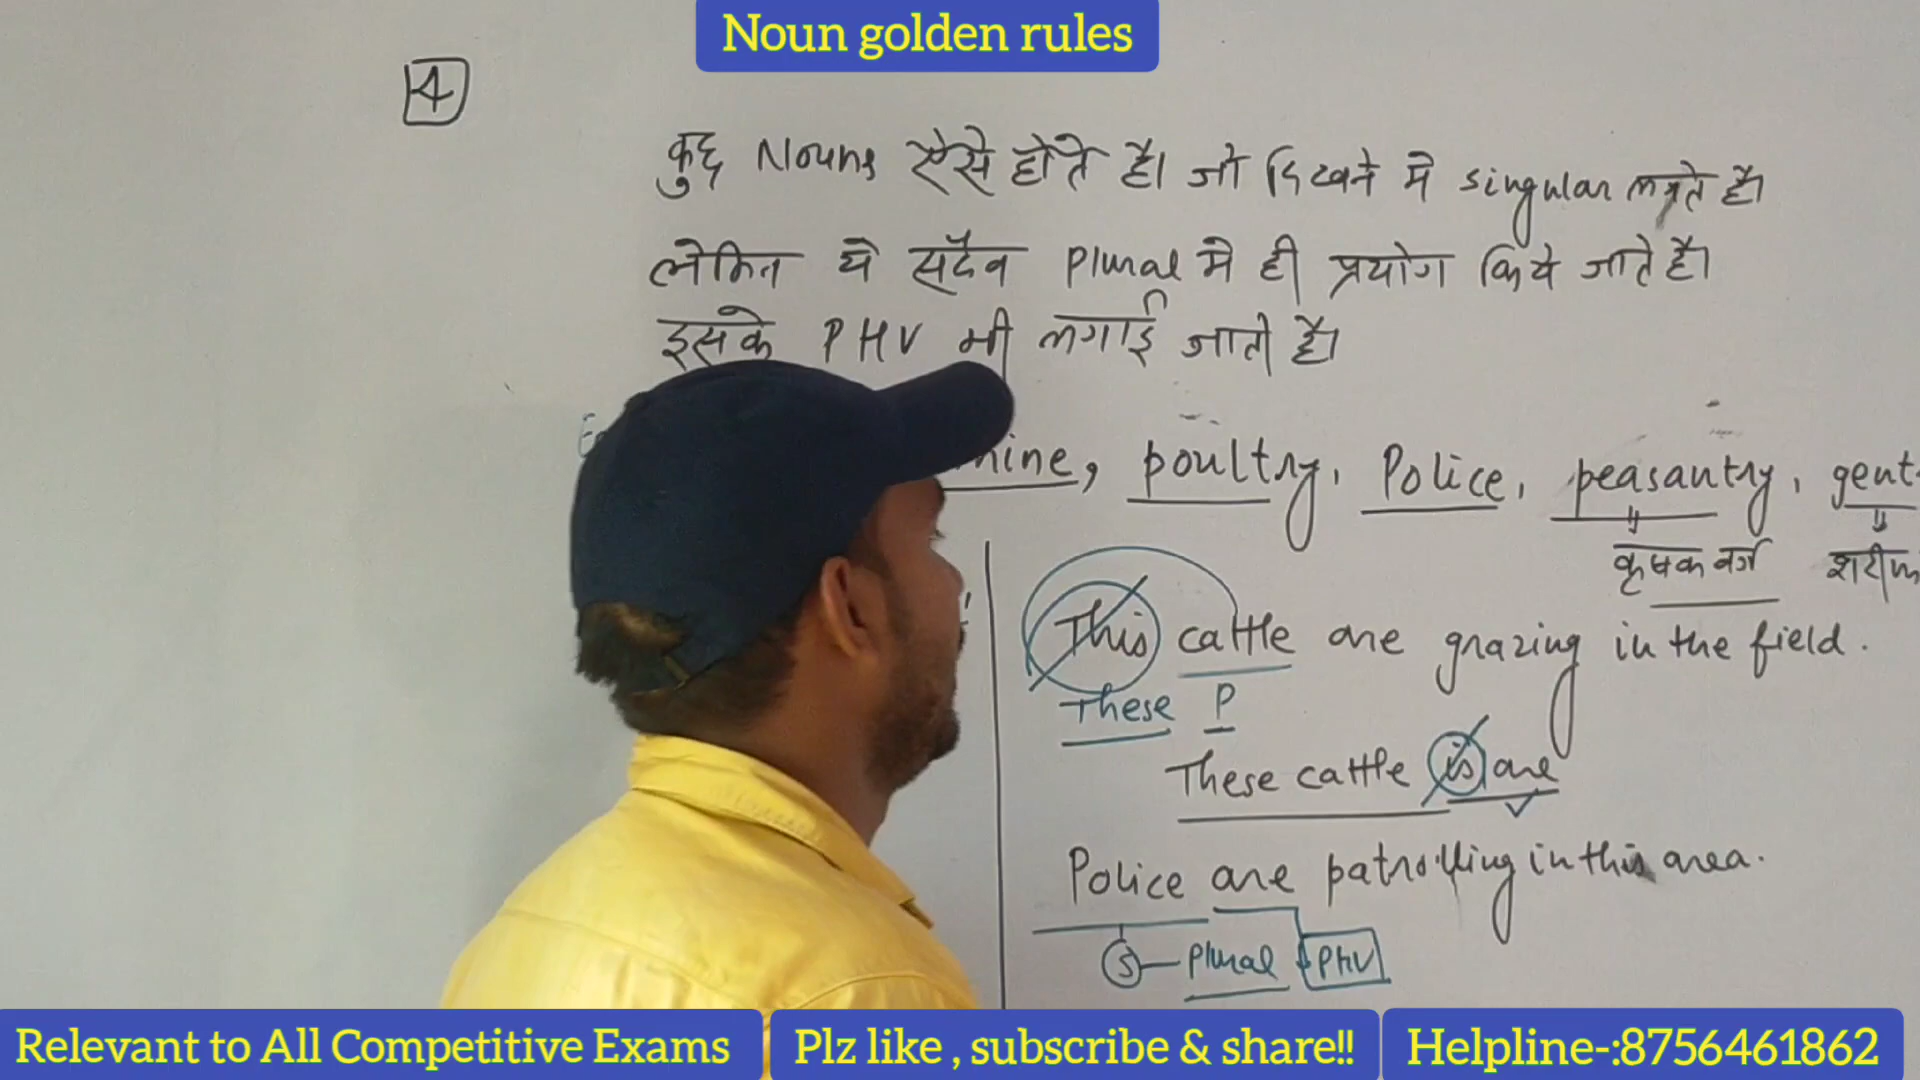 Noun golden rules
4
कुछ Nouns ऐसे होते है। जो दिखने मे singular लगते है।
लेकिन ये सदैव Plural मे ही प्रयोग किये जाते है।
इसके PHV भी लगाई जाती है।
poultry, Police, peasantry,
कृषक वर्ग
This cattle are grazing in the field.
These P
These cattle is are
Police are patrolling in this area.
S - Plural PhV
Relevant to All Competitive Exams
Plz like , subscribe & share!!
Helpline-:8756461862